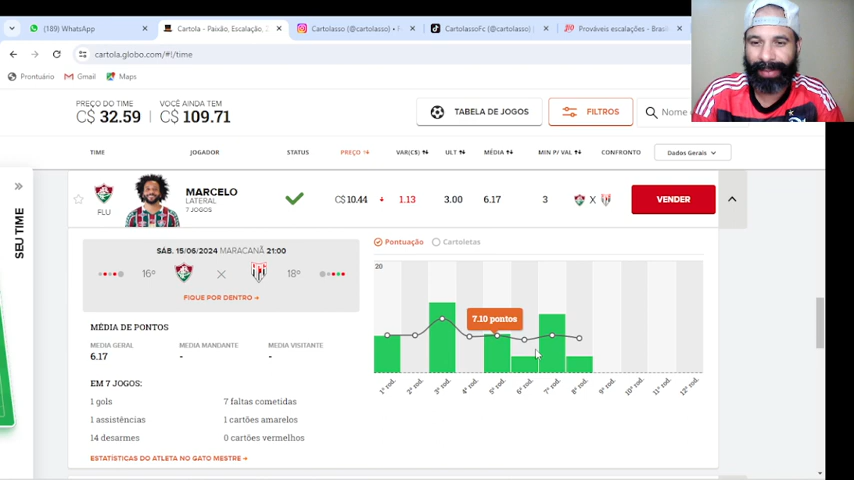 (189) WhatsApp
Cartola - Paixão, Escalação,
Cartolasso (@cartolasso) •
CartolassoFc (@cartolasso)
Prováveis escalações - Brasil
cartola.globo.com/#!/time
Prontuário
Gmail
Maps
PREÇO DO TIME
C$ 32.59
VOCÊ AINDA TEM
C$ 109.71
TABELA DE JOGOS
FILTROS
Nome
TIME
JOGADOR
STATUS
PREÇO
VAR(C$)
ULT
MÉDIA
MIN P/ VAL
CONFRONTO
Dados Gerais
SEU TIME
FLU
MARCELO
LATERAL
7 JOGOS
C$ 10.44
1.13
3.00
6.17
3
X
VENDER
SÁB. 15/06/2024 MARACANÃ 21:00
16º
X
18º
FIQUE POR DENTRO
MÉDIA DE PONTOS
MEDIA GERAL
6.17
MEDIA MANDANTE
-
MEDIA VISITANTE
-
EM 7 JOGOS:
1 gols
7 faltas cometidas
1 assistências
1 cartões amarelos
14 desarmes
0 cartões vermelhos
ESTATÍSTICAS DO ATLETA NO GATO MESTRE
Pontuação
Cartoletas
20
7.10 pontos
1ª rod.
2ª rod.
3ª rod.
4ª rod.
5ª rod.
6ª rod.
7ª rod.
8ª rod.
9ª rod.
10ª rod.
11ª rod.
12ª rod.